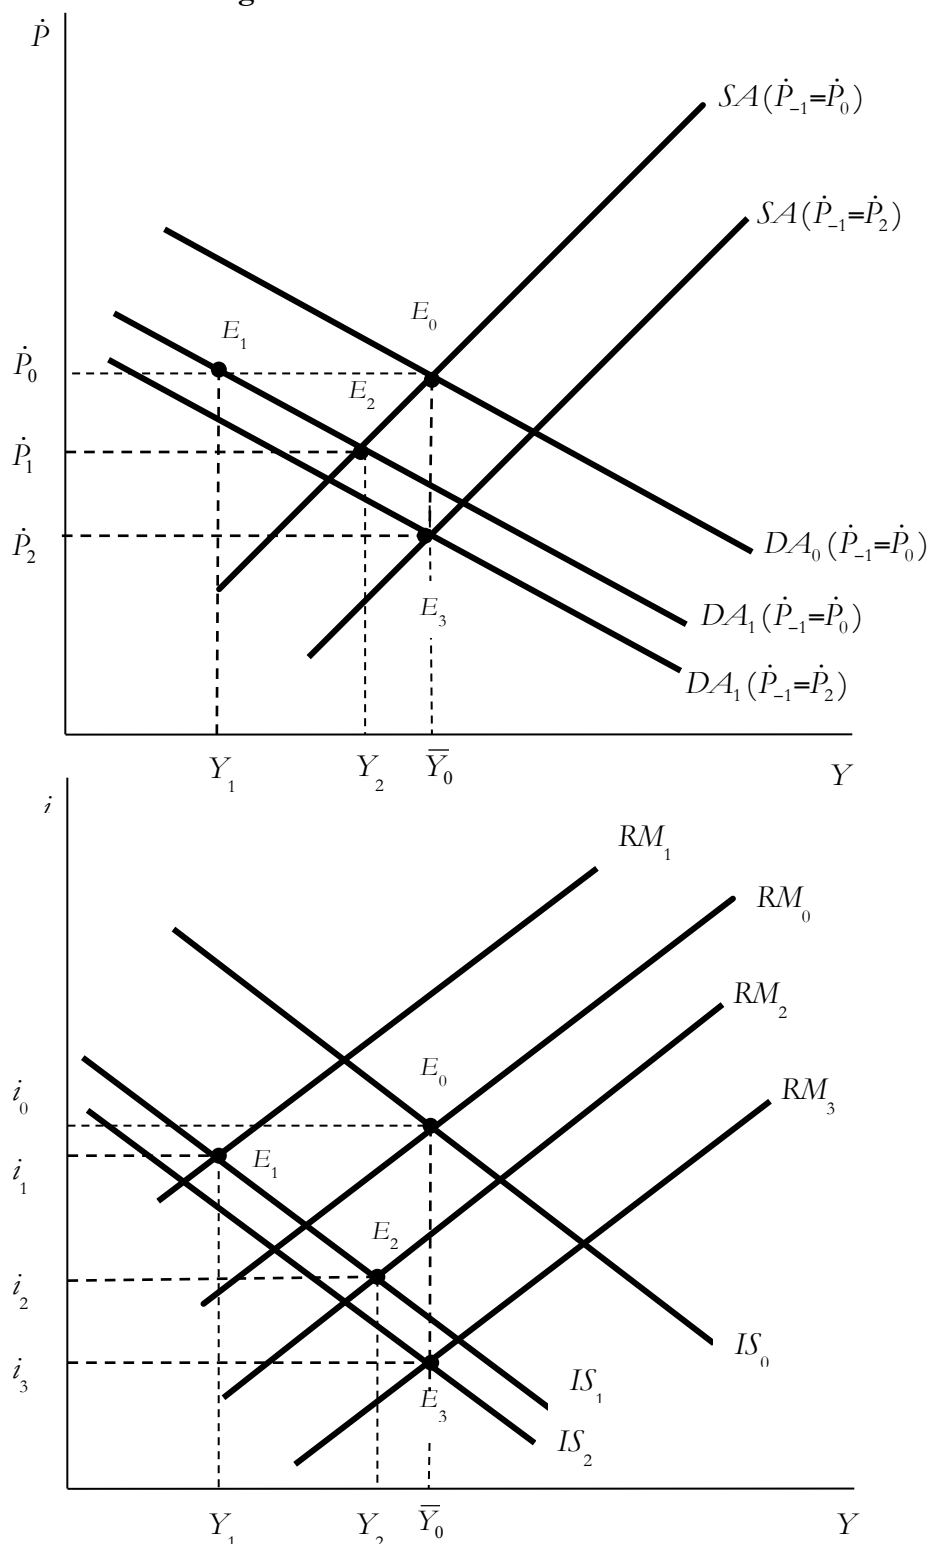 Ṗ
SA(Ṗ₋₁=Ṗ₀)
SA(Ṗ₋₁=Ṗ₂)
E₀
E₁
Ṗ₀
E₂
Ṗ₁
Ṗ₂
DA₀(Ṗ₋₁=Ṗ₀)
E₃
DA₁(Ṗ₋₁=Ṗ₀)
DA₁(Ṗ₋₁=Ṗ₂)
Y₁ Y₂ Y̅₀ Y
i
RM₁
RM₀
RM₂
E₀
i₀
RM₃
E₁
i₁
E₂
i₂
IS₀
i₃
IS₁
E₃
IS₂
Y₁ Y₂ Y̅₀ Y